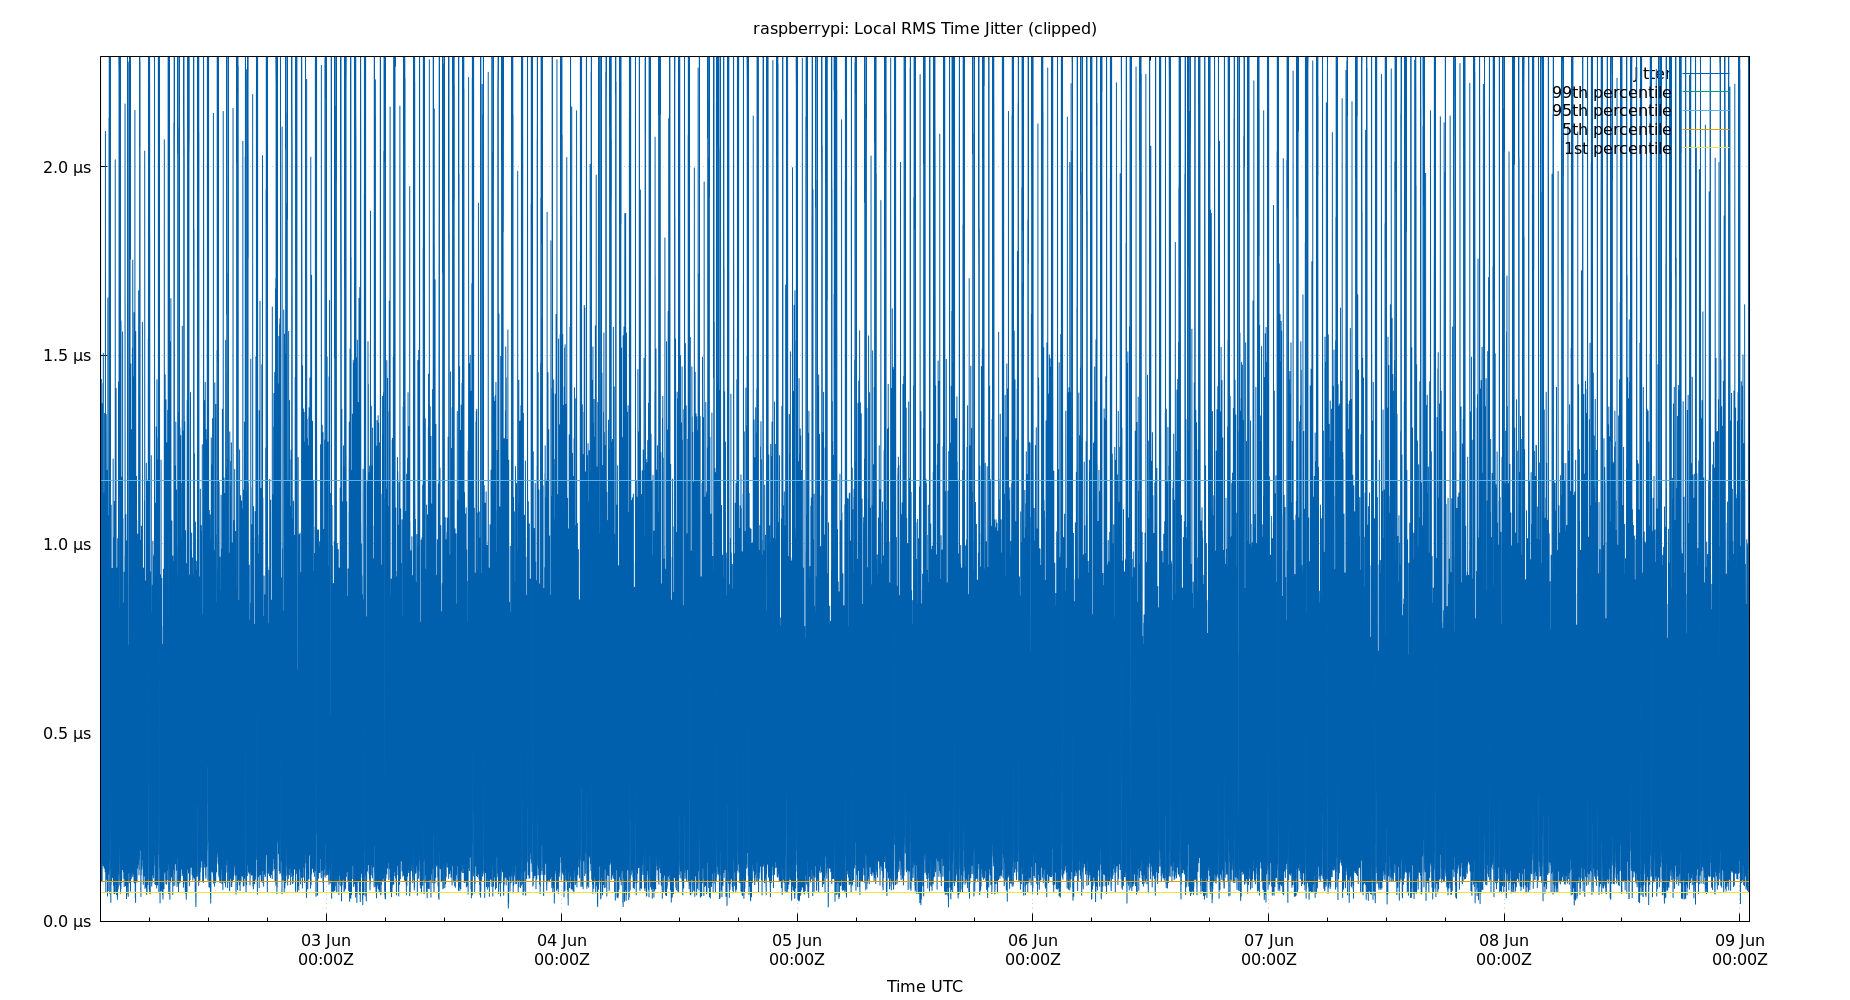 raspberrypi: Local RMS Time Jitter (clipped)
jitter
99th percentile
95th percentile
5th percentile
1st percentile
2.0 µs
1.5 µs
1.0 µs
0.5 µs
0.0 µs
03 Jun 04 Jun 05 Jun 06 Jun 07 Jun 08 Jun 09 Jun
00:00Z 00:00Z 00:00Z 00:00Z 00:00Z 00:00Z 00:00Z
Time UTC